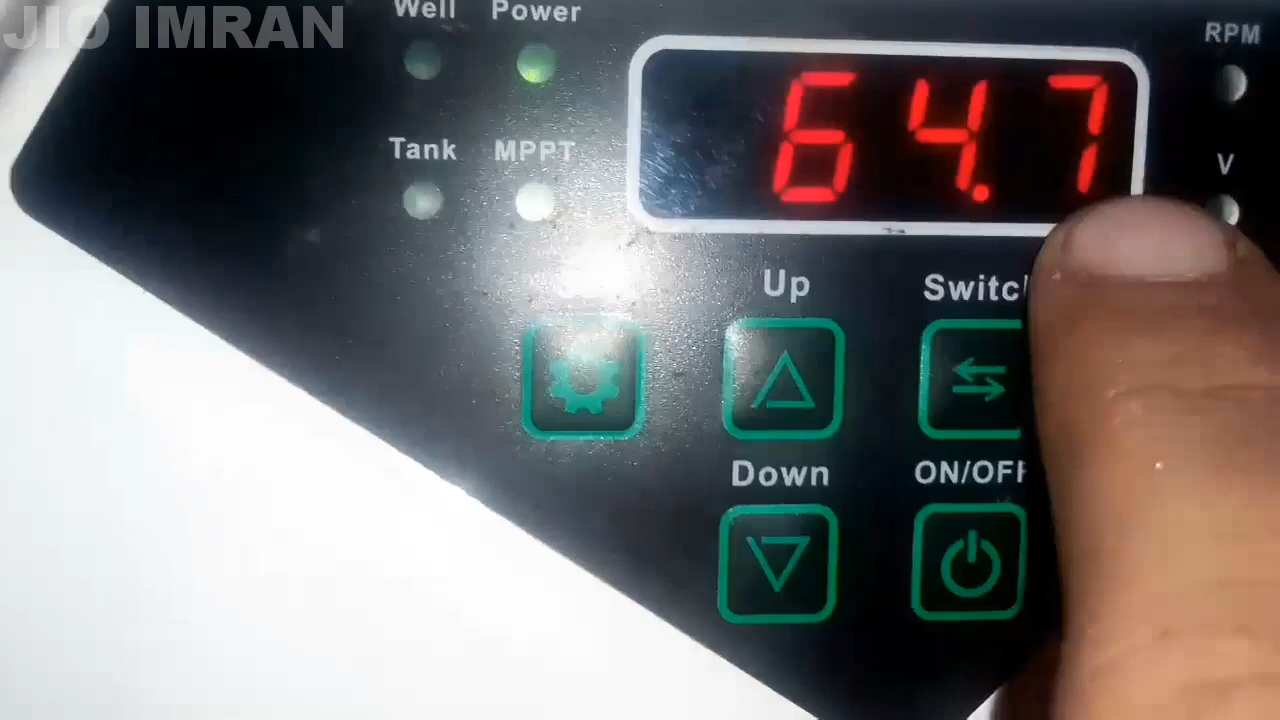 JIO IMRAN
Well Power
RPM
64.7
Tank MPPT
V
Up Switch
Down ON/OFF